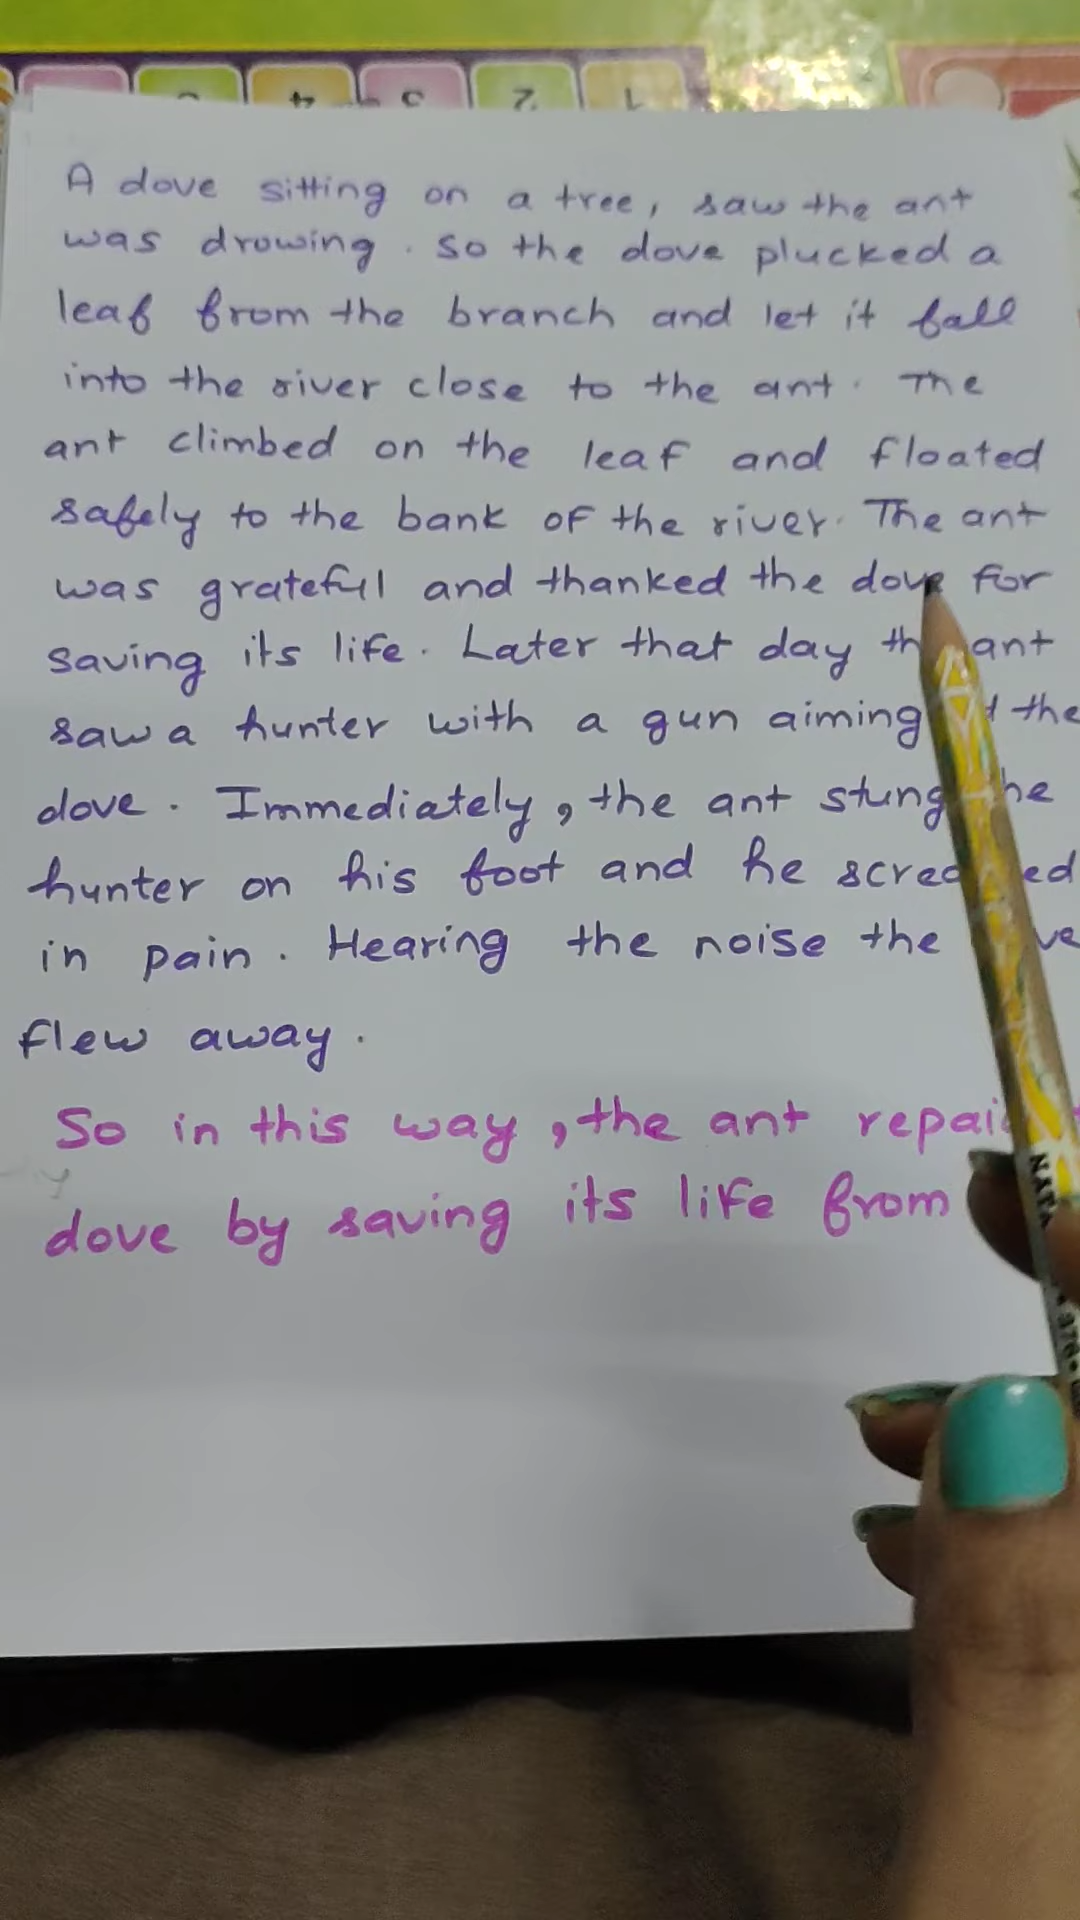 A dove sitting on a tree, saw the ant
was drowing. So the dove plucked a
leaf from the branch and let it fall
into the river close to the ant. The
ant climbed on the leaf and floated
safely to the bank of the river. The ant
was grateful and thanked the dove for
saving its life. Later that day the ant
saw a hunter with a gun aiming the
dove. Immediately, the ant stung the
hunter on his foot and he
in pain. Hearing the noise the
flew away.
So in this way, the ant
dove by saving its life from